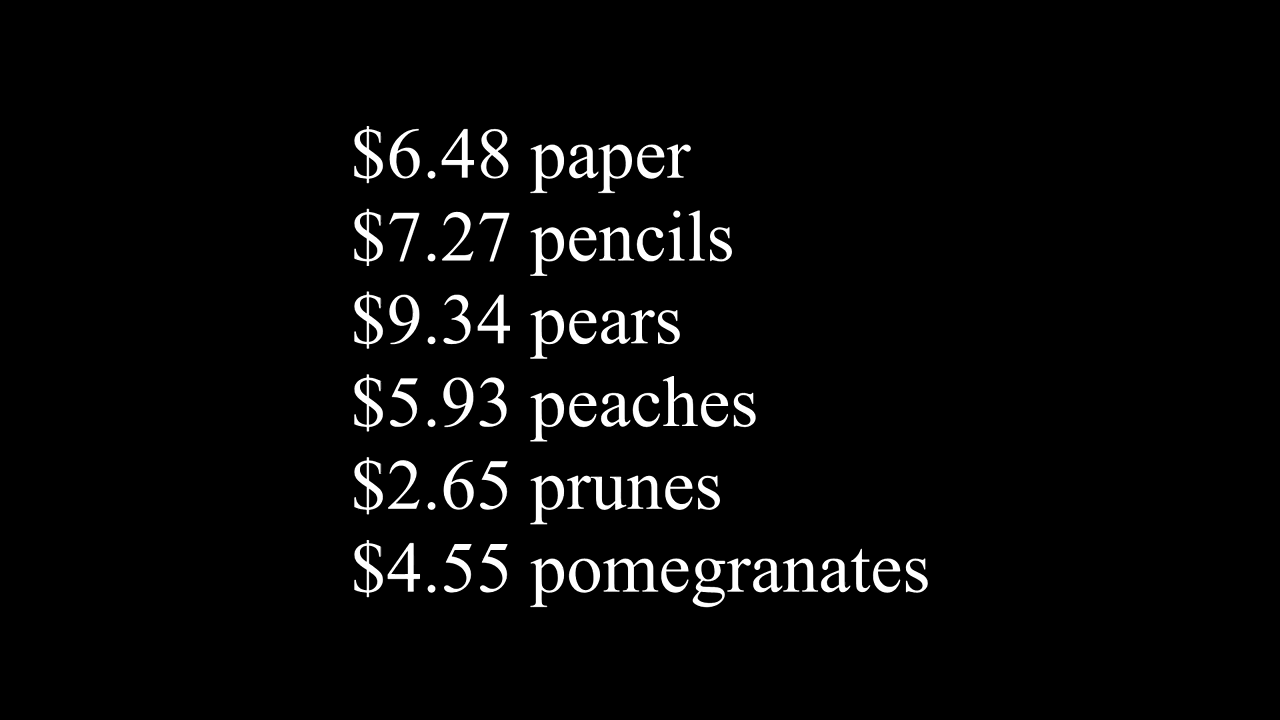 $6.48 paper
$7.27 pencils
$9.34 pears
$5.93 peaches
$2.65 prunes
$4.55 pomegranates